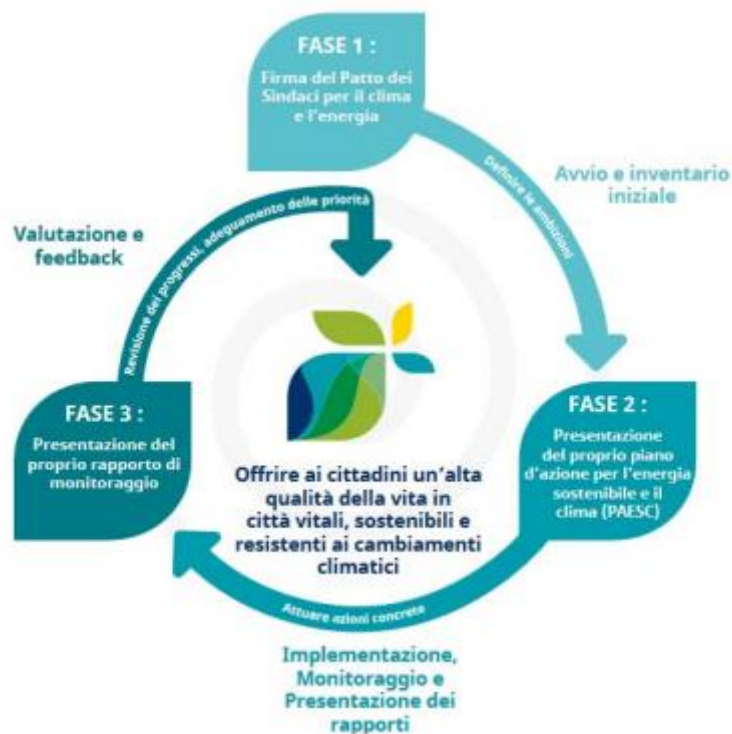 FASE 1 :
Firma del Patto dei
Sindaci per il clima
e l'energia
Definire le ambizioni
Avvio e inventario
iniziale
FASE 2 :
Presentazione
del proprio piano
d'azione per l'energia
sostenibile e il
clima (PAESC)
Attuare azioni concrete
Implementazione,
Monitoraggio e
Presentazione dei
rapporti
FASE 3 :
Presentazione del
proprio rapporto di
monitoraggio
Revisione dei progressi, adeguamento delle priorità
Valutazione e
feedback
Offrire ai cittadini un'alta
qualità della vita in
città vitali, sostenibili e
resistenti ai cambiamenti
climatici